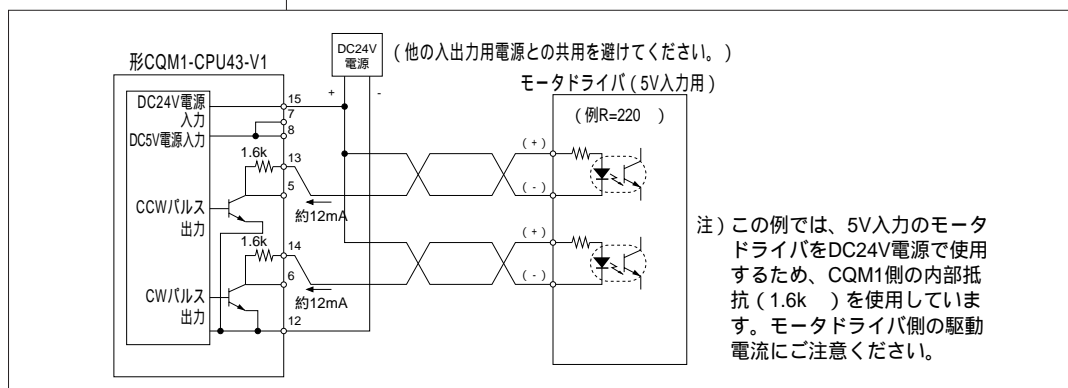 DC24V
電源
(他の入出力用電源との共用を避けてください。)
形CQM1-CPU43-V1
+
-
モータドライバ(5V入力用)
DC24V電源
入力
15
7
DC5V電源入力
8
(例R=220 )
1.6k
13
(+)
5
(-)
CCWパルス
出力
約12mA
1.6k
14
(+)
6
(-)
CWパルス
出力
約12mA
12
注)この例では、5V入力のモータ
ドライバをDC24V電源で使用
するため、CQM1側の内部抵
抗(1.6k )を使用していま
す。モータドライバ側の駆動
電流にご注意ください。